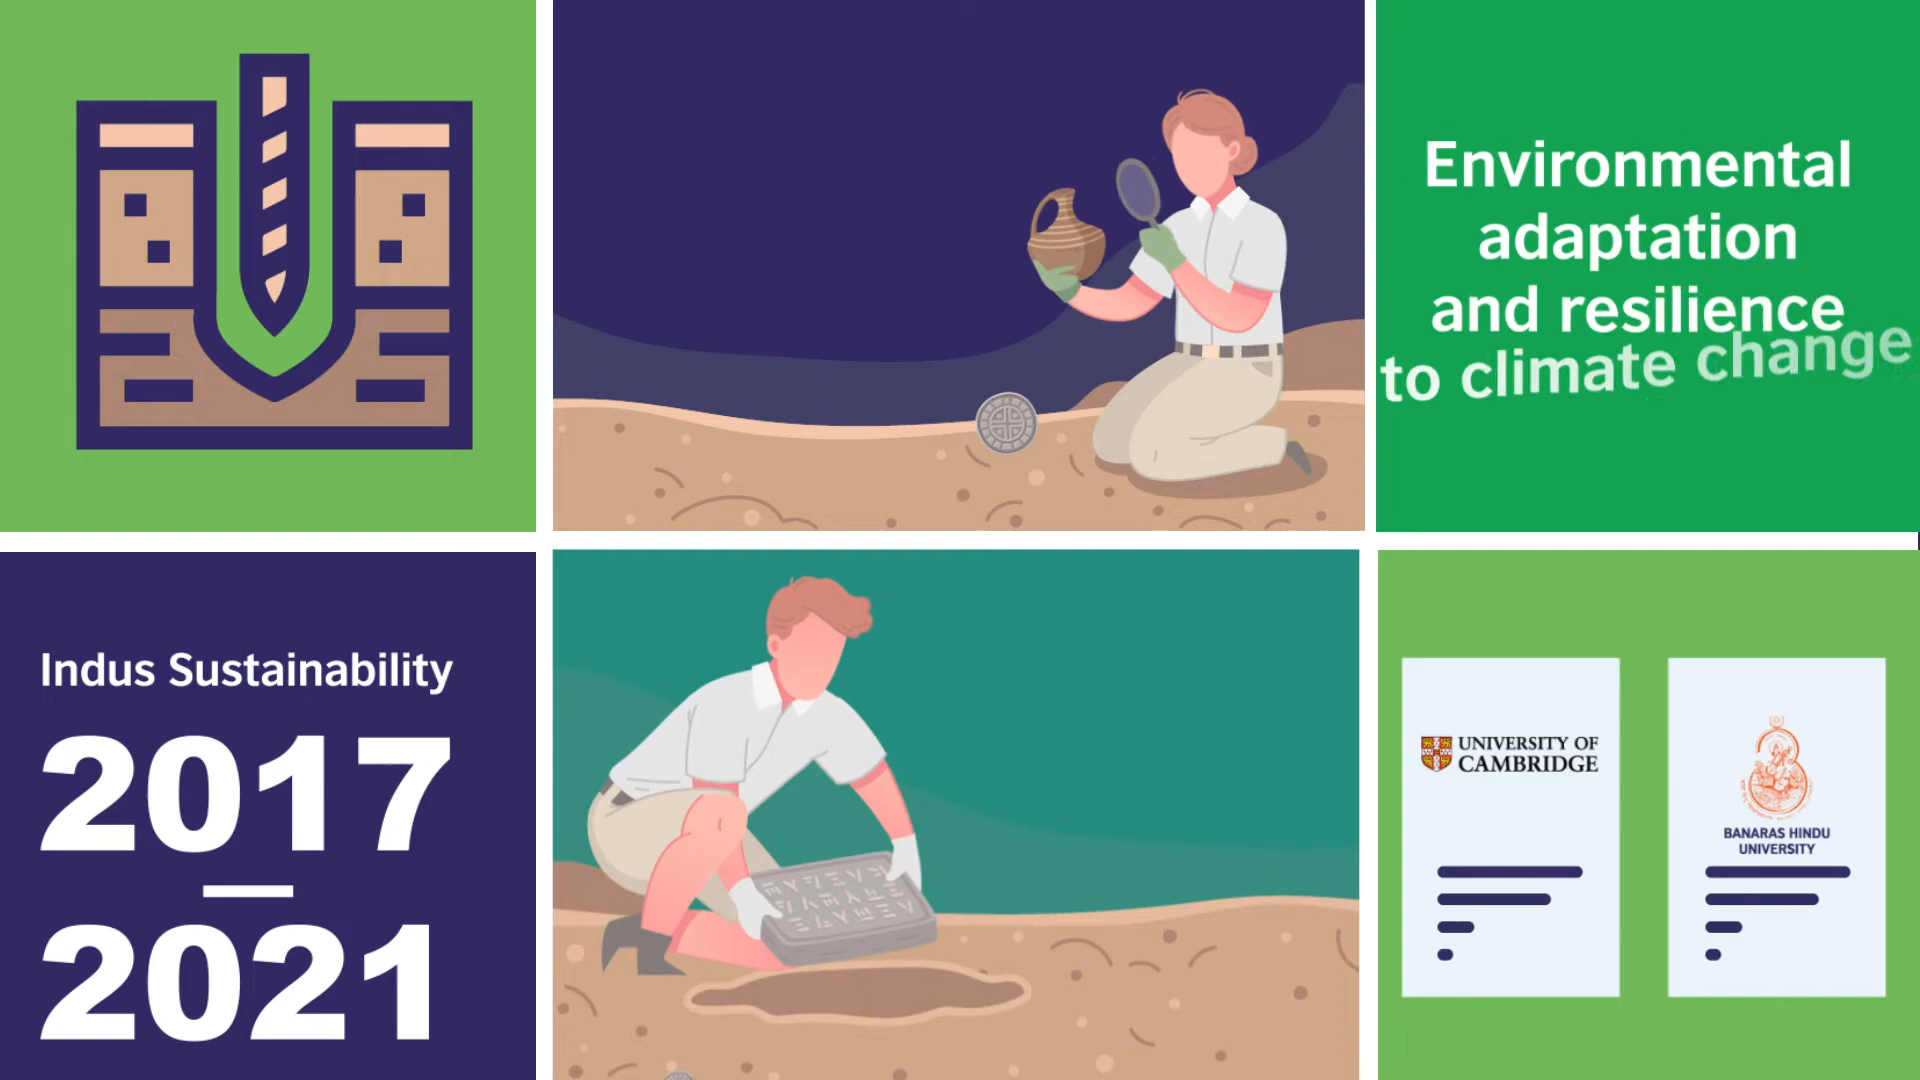 Environmental
adaptation
and resilience
to climate change
Indus Sustainability
2017
—
2021
UNIVERSITY OF
CAMBRIDGE
BANARAS HINDU
UNIVERSITY